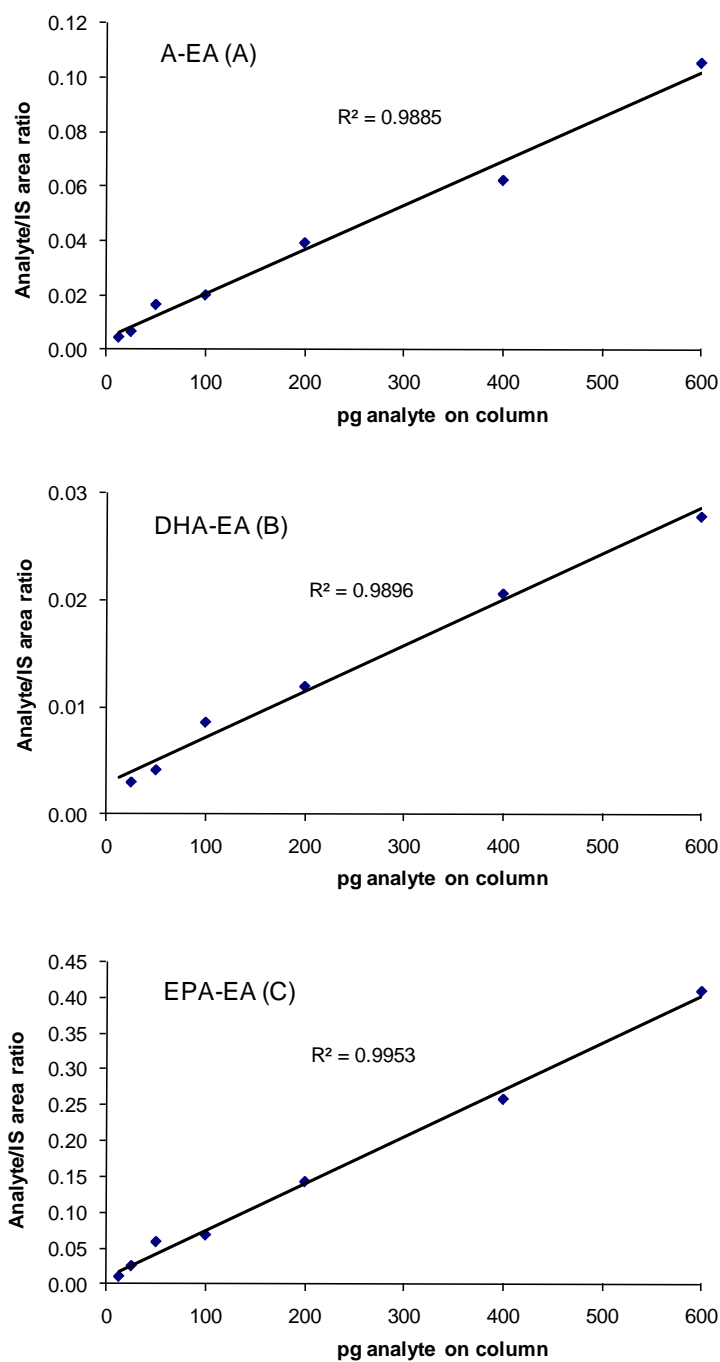 A-EA (A)
R² = 0.9885
Analyte/IS area ratio
0.12
0.10
0.08
0.06
0.04
0.02
0.00
0 100 200 300 400 500 600
pg analyte on column
DHA-EA (B)
R² = 0.9896
Analyte/IS area ratio
0.03
0.02
0.01
0.00
0 100 200 300 400 500 600
pg analyte on column
EPA-EA (C)
R² = 0.9953
Analyte/IS area ratio
0.45
0.40
0.35
0.30
0.25
0.20
0.15
0.10
0.05
0.00
0 100 200 300 400 500 600
pg analyte on column